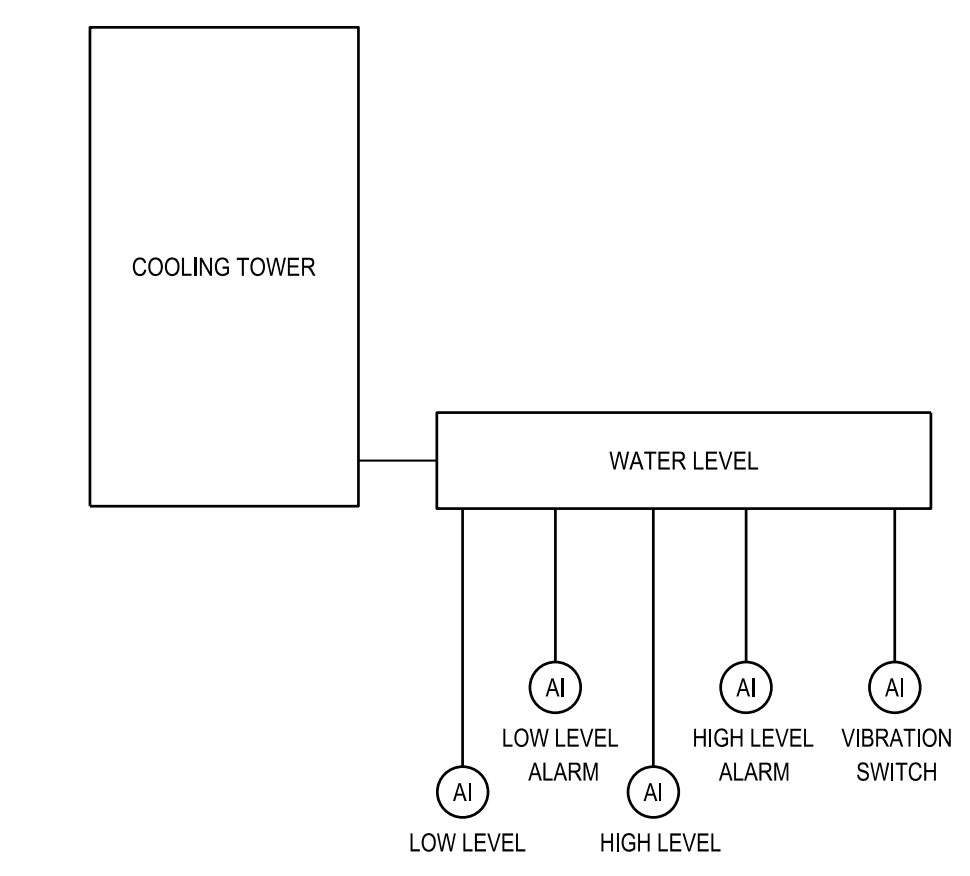 COOLING TOWER
WATER LEVEL
AI
LOW LEVEL
ALARM
AI
HIGH LEVEL
ALARM
AI
VIBRATION
SWITCH
AI
LOW LEVEL
AI
HIGH LEVEL